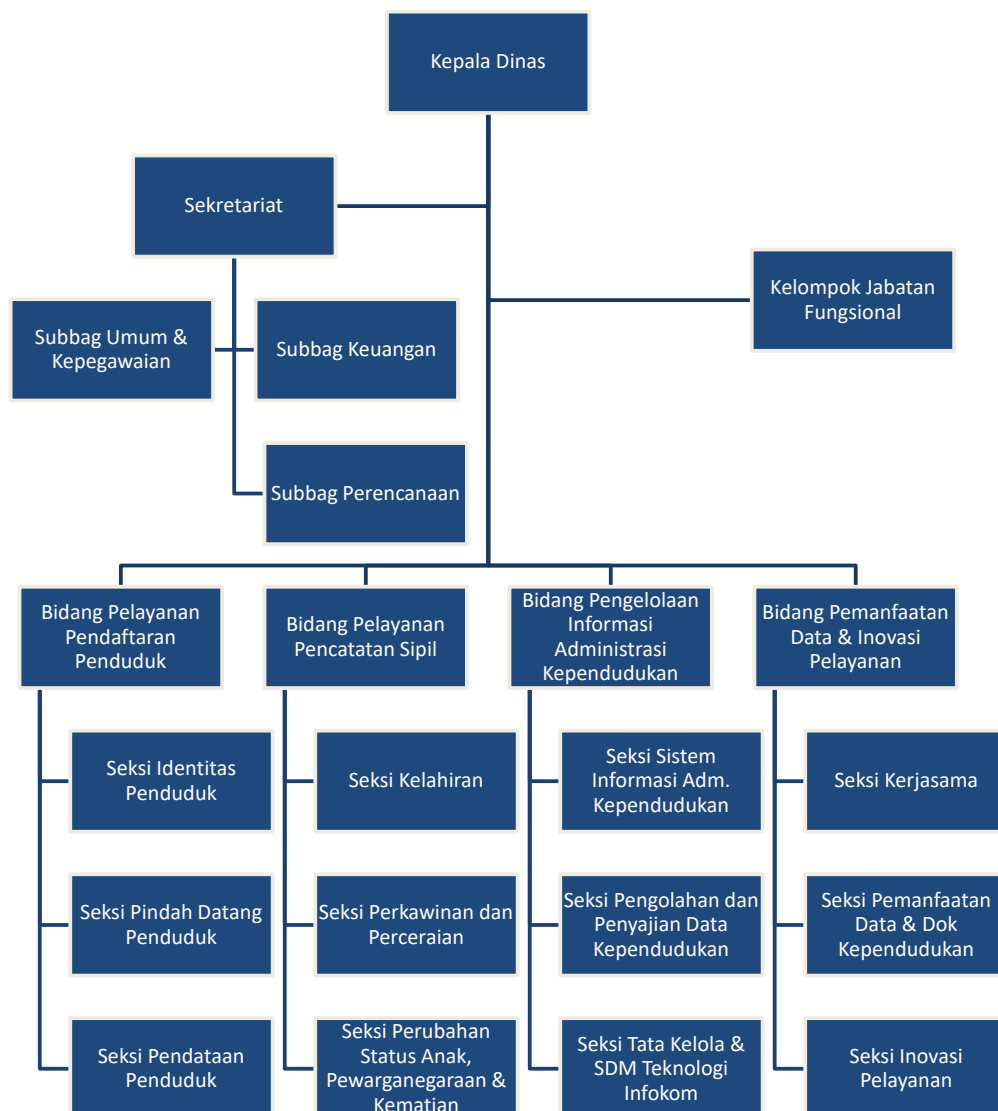 Kepala Dinas
Sekretariat
Kelompok Jabatan
Fungsional
Subbag Umum &
Kepegawaian
Subbag Keuangan
Subbag Perencanaan
Bidang Pelayanan
Pendaftaran
Penduduk
Bidang Pelayanan
Pencatatan Sipil
Bidang Pengelolaan
Informasi
Administrasi
Kependudukan
Bidang Pemanfaatan
Data & Inovasi
Pelayanan
Seksi Identitas
Penduduk
Seksi Kelahiran
Seksi Sistem
Informasi Adm.
Kependudukan
Seksi Kerjasama
Seksi Pindah Datang
Penduduk
Seksi Perkawinan dan
Perceraian
Seksi Pengolahan dan
Penyajian Data
Kependudukan
Seksi Pemanfaatan
Data & Dok
Kependudukan
Seksi Pendataan
Penduduk
Seksi Perubahan
Status Anak,
Pewarganegaraan &
Kematian
Seksi Tata Kelola &
SDM Teknologi
Infokom
Seksi Inovasi
Pelayanan